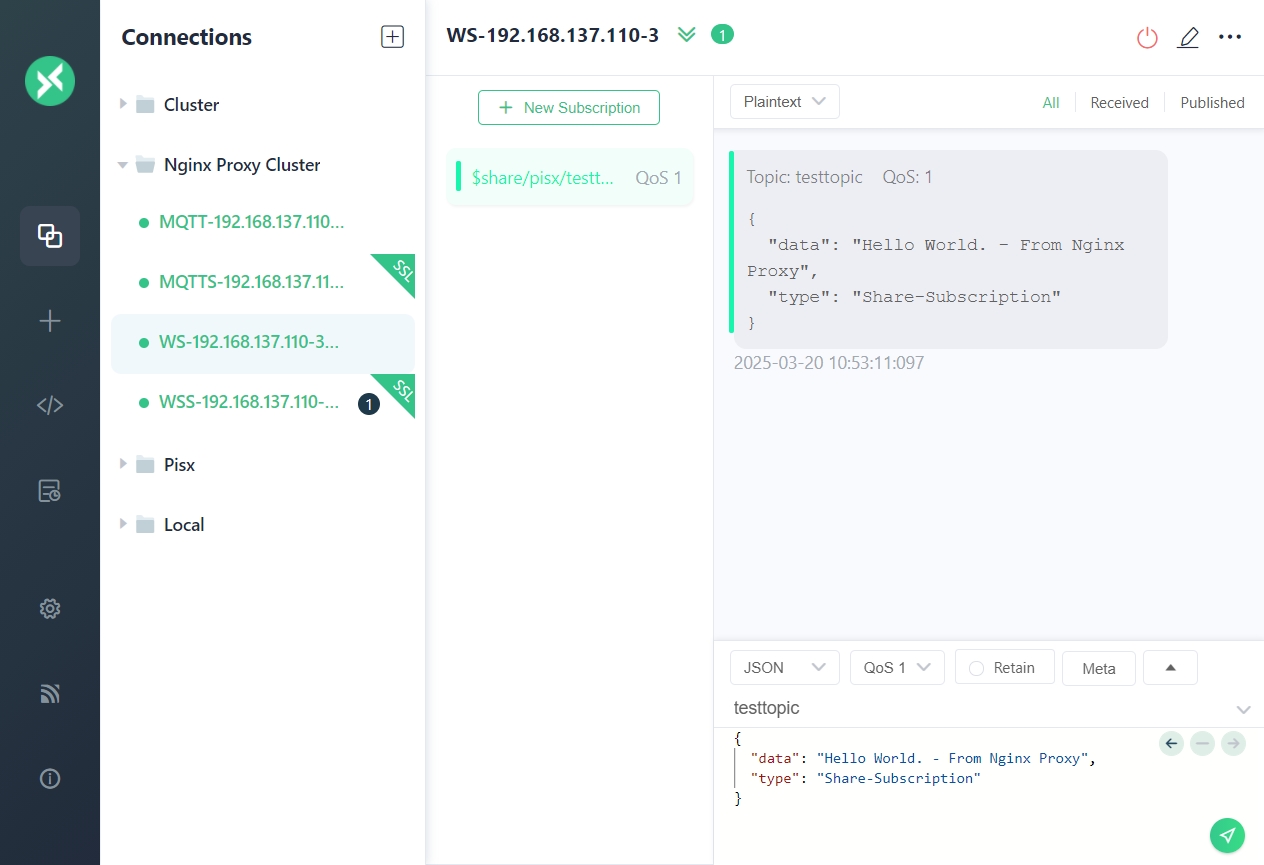 Connections
Cluster
Nginx Proxy Cluster
MQTT-192.168.137.110...
MQTTS-192.168.137.11...
SSL
WS-192.168.137.110-3...
WSS-192.168.137.110-...
1
SSL
Pisx
Local
WS-192.168.137.110-3
1
New Subscription
$share/pisx/testt...
QoS 1
Plaintext
All
Received
Published
Topic: testtopic QoS: 1
{
"data": "Hello World. - From Nginx
Proxy",
"type": "Share-Subscription"
}
2025-03-20 10:53:11:097
JSON
QoS 1
Retain
Meta
testtopic
{
"data": "Hello World. - From Nginx Proxy",
"type": "Share-Subscription"
}